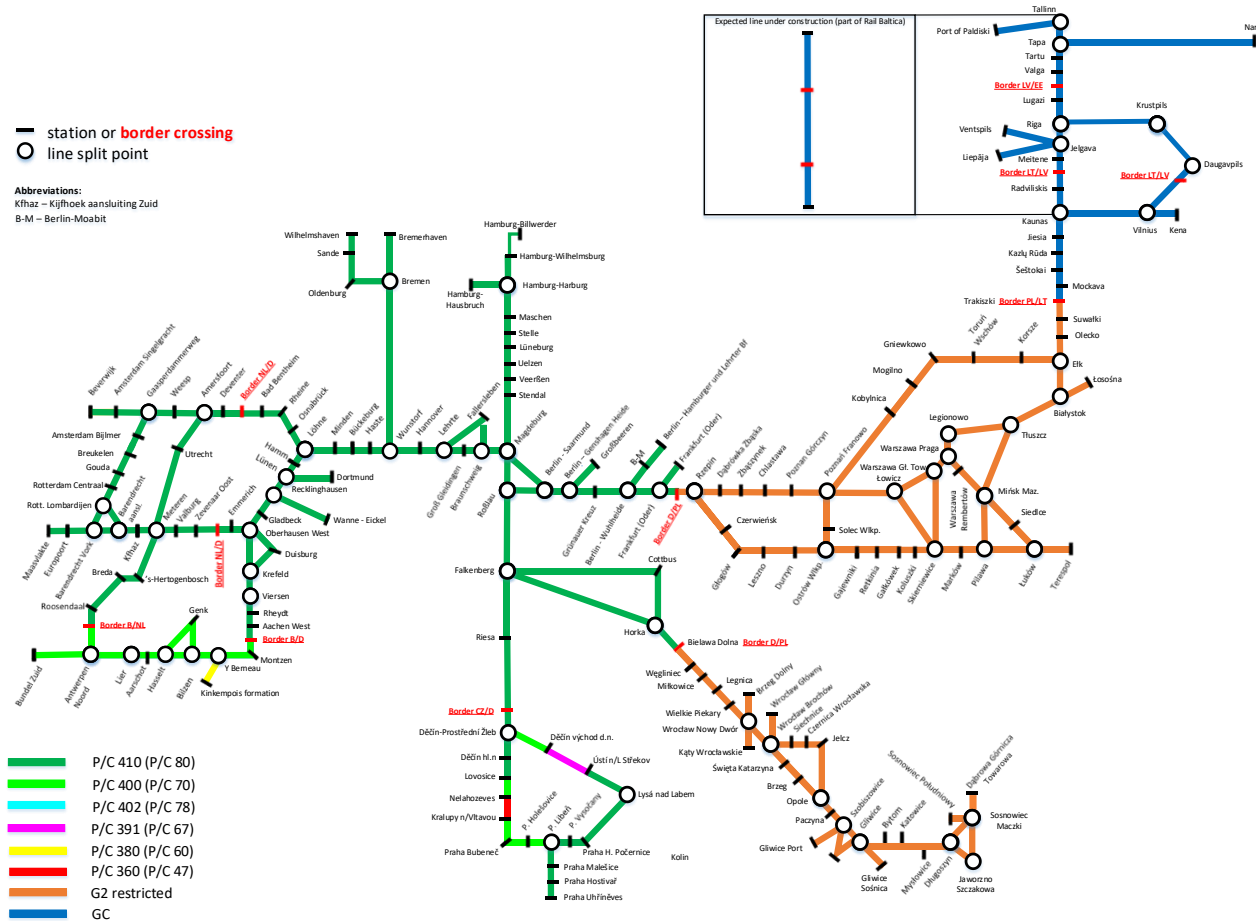 Expected line under construction (part of Rail Baltica)
Tallinn
Port of Paldiski
Tapa
Nar
Tartu
Valga
Border LV/EE
Lugazi
Krustpils
Riga
Ventspils
Jelgava
Liepāja
Meitene
Daugavpils
Border LT/LV
Border LT/LV
Radviliskis
Kaunas
Vilnius
Kena
Jiesia
Kazlų Rūda
Šeštokai
Mockava
Trakiszki
Border PL/LT
Suwałki
Olecko
Ełk
station or border crossing
line split point
Abbreviations:
Kfhaz – Kijfhoek aansluiting Zuid
B-M – Berlin-Moabit
Wilhelmshaven
Sande
Oldenburg
Bremerhaven
Bremen
Hamburg-Billwerder
Hamburg-Wilhelmsburg
Hamburg-Harburg
Hamburg-
Hausbruch
Maschen
Stelle
Lüneburg
Uelzen
Veerßen
Stendal
Magdeburg
Beverwijk
Amsterdam Singelgracht
Gaasperdammerweg
Weesp
Amersfoort
Deventer
Border NL/D
Bad Bentheim
Rheine
Osnabrück
Löhne
Minden
Bückeburg
Haste
Wunstorf
Hannover
Lehrte
Fallersleben
Groß Gleidingen
Braunschweig
Amsterdam Bijlmer
Breukelen
Gouda
Rotterdam Centraal
Rott. Lombardijen
Utrecht
Hamm
Lünen
Dortmund
Recklinghausen
Wanne - Eickel
Gladbeck
Oberhausen West
Duisburg
Maasvlakte
Europoort
Barendrecht Vork
Barendrecht
aansl.
Kfhaz
Meteren
Valburg
Zevenaar Oost
Border NL/D
Emmerich
Krefeld
Viersen
Rheydt
Aachen West
Border B/D
Montzen
Breda
's-Hertogenbosch
Roosendaal
Border B/NL
Genk
Bundel Zuid
Antwerpen
Noord
Lier
Aarschot
Hasselt
Bilzen
Y Berneau
Kinkempois formation
Roßlau
Berlin - Saarmund
Berlin – Genshagen Heide
Großbeeren
Grünauer Kreuz
Berlin - Wuhlheide
B-M
Berlin – Hamburger und Lehrter Bf
Frankfurt (Oder)
Frankfurt (Oder)
Border D/PL
Rzepin
Dąbrówka Zbąska
Zbąszynek
Chlastawa
Poznan Górczyn
Poznań Franowo
Kobylnica
Mogilno
Gniewkowo
Toruń
Wschów
Korsze
Łosośna
Białystok
Legionowo
Tłuszcz
Warszawa Praga
Warszawa Gł. Tow.
Łowicz
Warszawa
Rembertów
Mińsk Maz.
Siedlce
Czerwieńsk
Głogów
Leszno
Durzyn
Ostrów Wlkp.
Solec Wlkp.
Gajewniki
Retkinia
Gałkówek
Koluszki
Skierniewice
Marków
Pilawa
Łuków
Terespol
Falkenberg
Cottbus
Horka
Riesa
Bielawa Dolna
Border D/PL
Węgliniec
Miłkowice
Legnica
Wielkie Piekary
Brzeg Dolny
Wrocław Nowy Dwór
Kąty Wrocławskie
Wrocław Główny
Wrocław Brochów
Siechnice
Czernica Wrocławska
Jelcz
Święta Katarzyna
Brzeg
Opole
Paczyna
Szobiszowice
Gliwice
Gliwice Port
Gliwice
Sośnica
Bytom
Katowice
Mysłowice
Długoszyn
Sosnowiec Południowy
Dąbrowa Górnicza
Towarowa
Sosnowiec
Maczki
Jaworzno
Szczakowa
Border CZ/D
Děčín-Prostřední Žleb
Děčín východ d.n.
Děčín hl.n
Ústí n/L Střekov
Lovosice
Nelahozeves
Kralupy n/Vltavou
Lysá nad Labem
Praha Bubeneč
P. Holešovice
P. Libeň
P. Vysočany
Praha H. Počernice
Praha Malešice
Praha Hostivař
Praha Uhříněves
Kolin
P/C 410 (P/C 80)
P/C 400 (P/C 70)
P/C 402 (P/C 78)
P/C 391 (P/C 67)
P/C 380 (P/C 60)
P/C 360 (P/C 47)
G2 restricted
GC